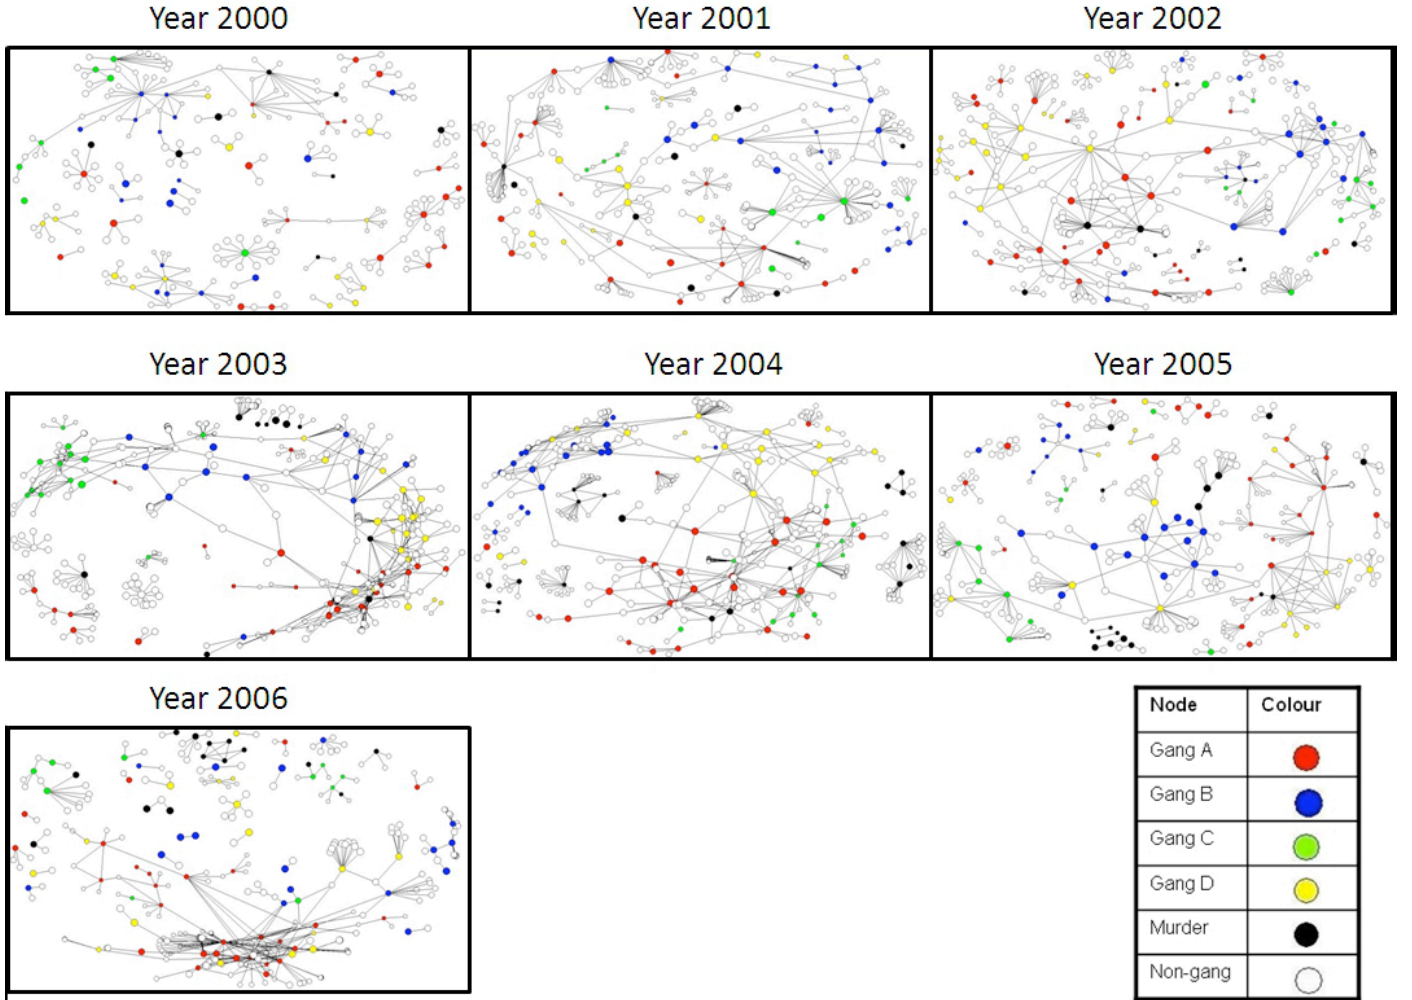 Year 2000
Year 2001
Year 2002
Year 2003
Year 2004
Year 2005
Year 2006
Node Colour
Gang A
Gang B
Gang C
Gang D
Murder
Non-gang